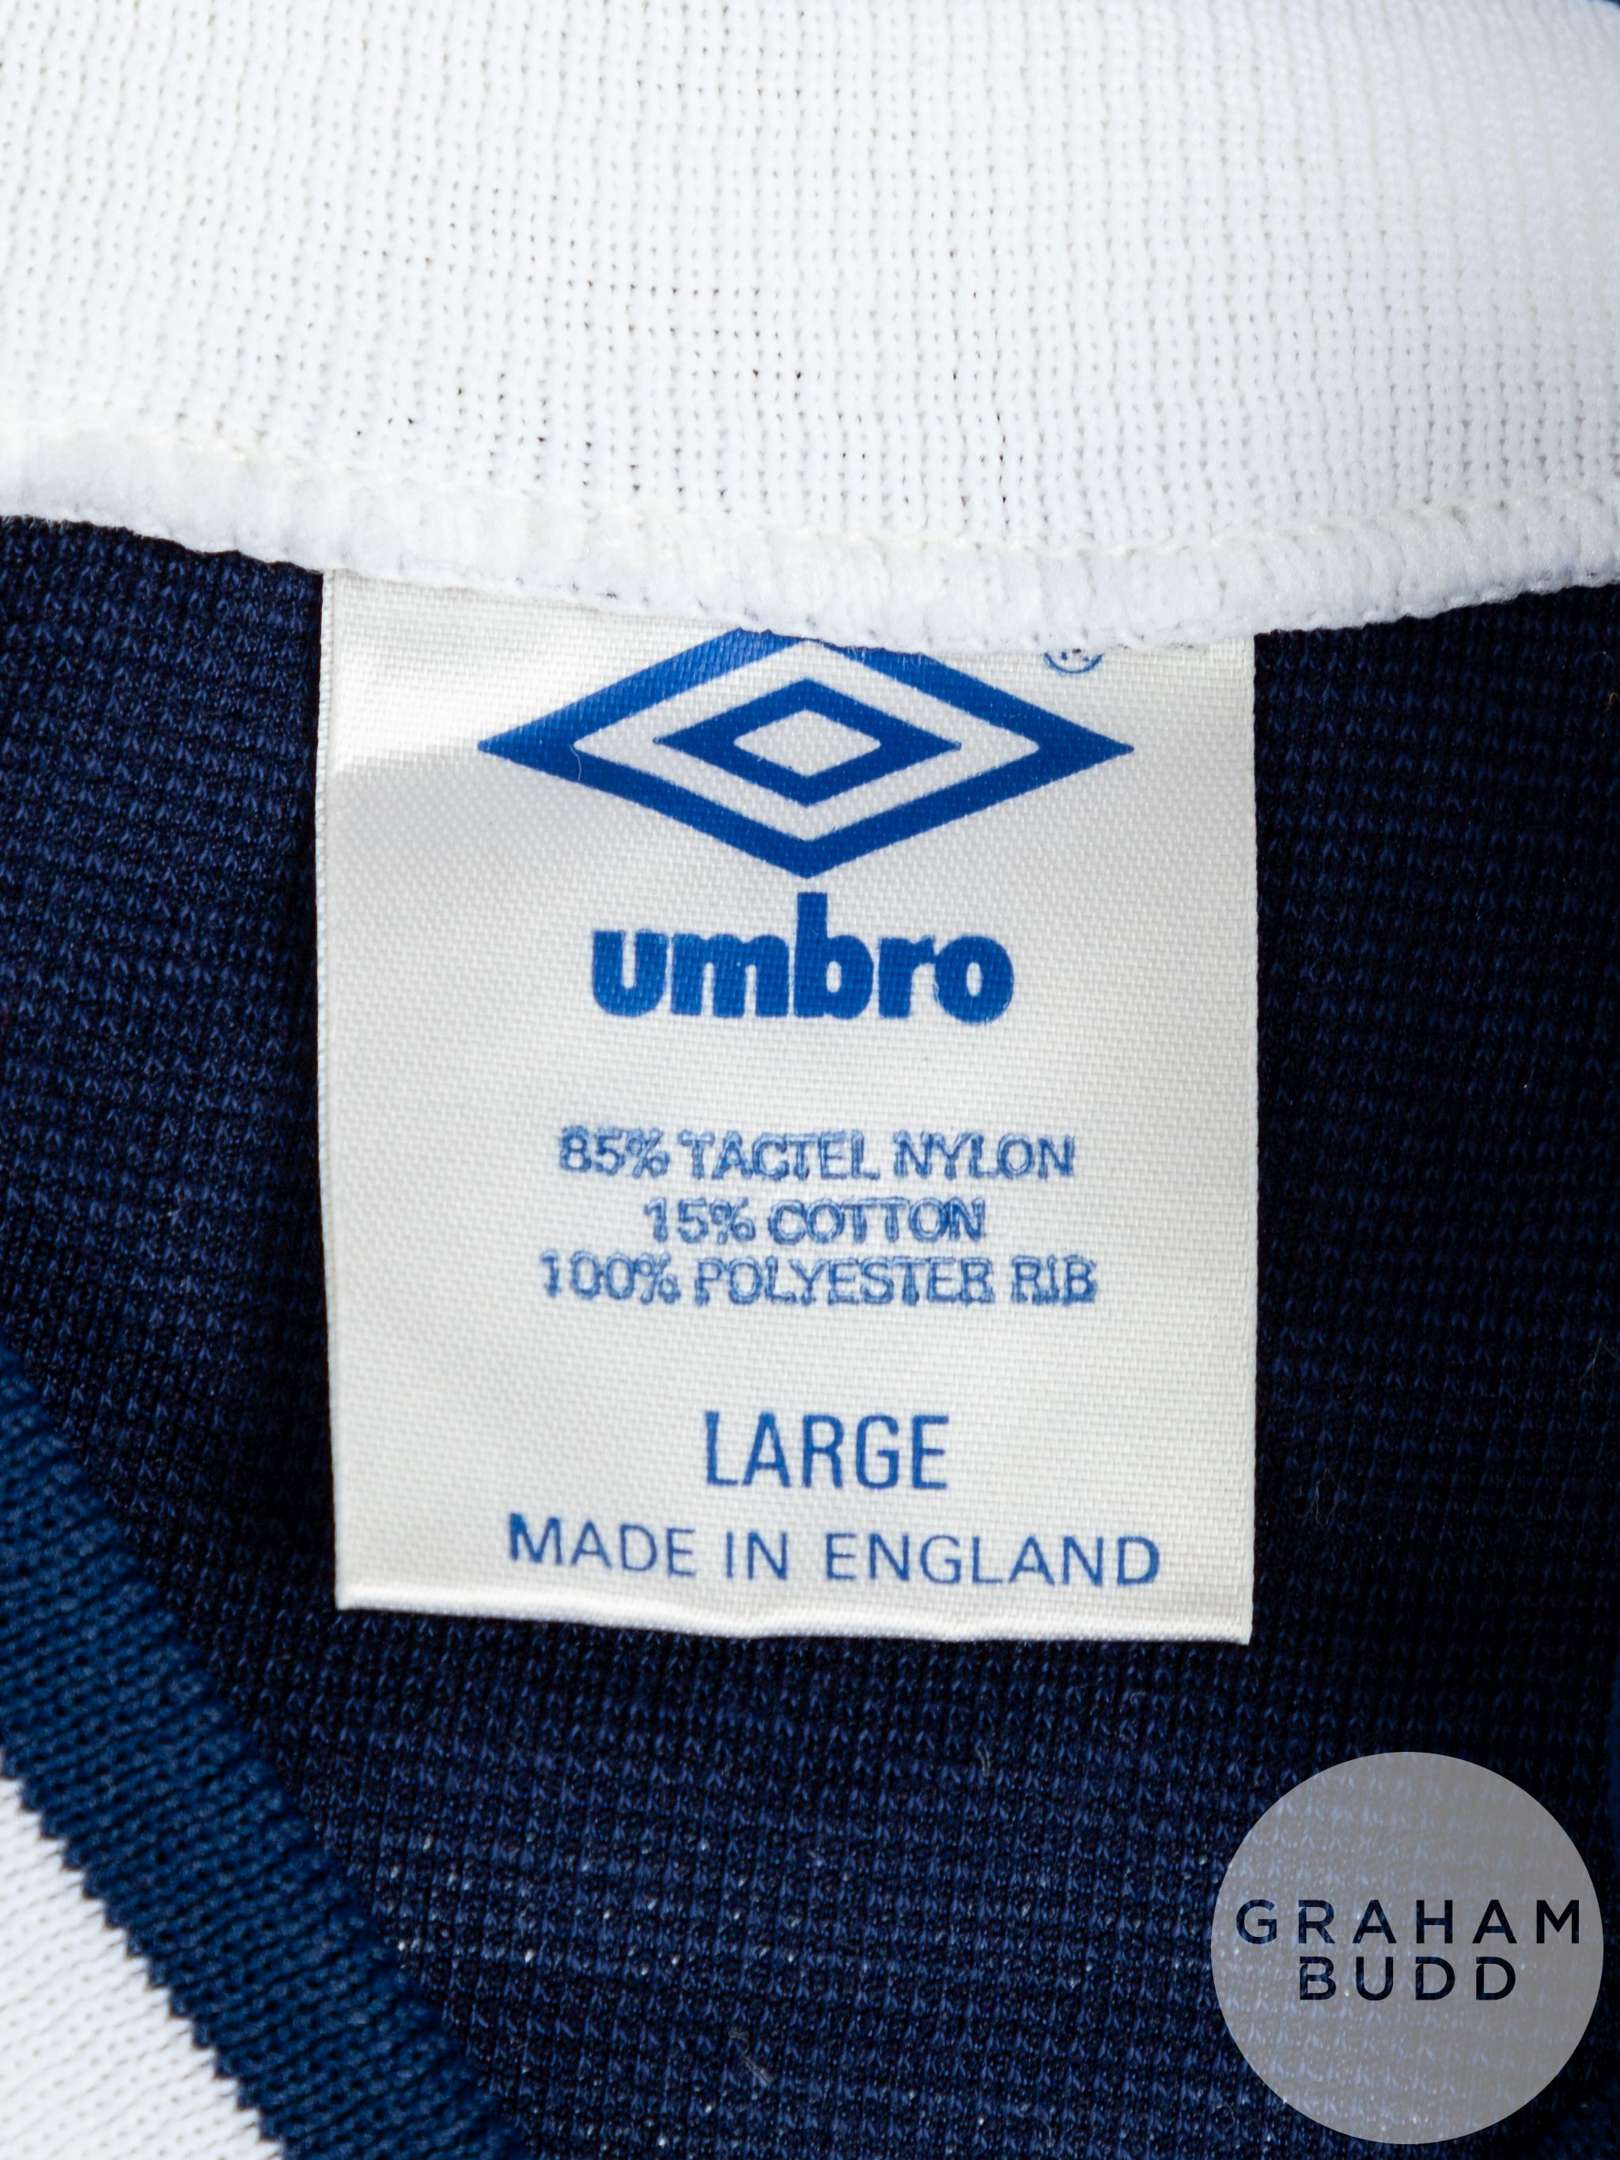 ®
umbro
85% TACTEL NYLON
15% COTTON
100% POLYESTER RIB
LARGE
MADE IN ENGLAND
GRAHAM
BUDD